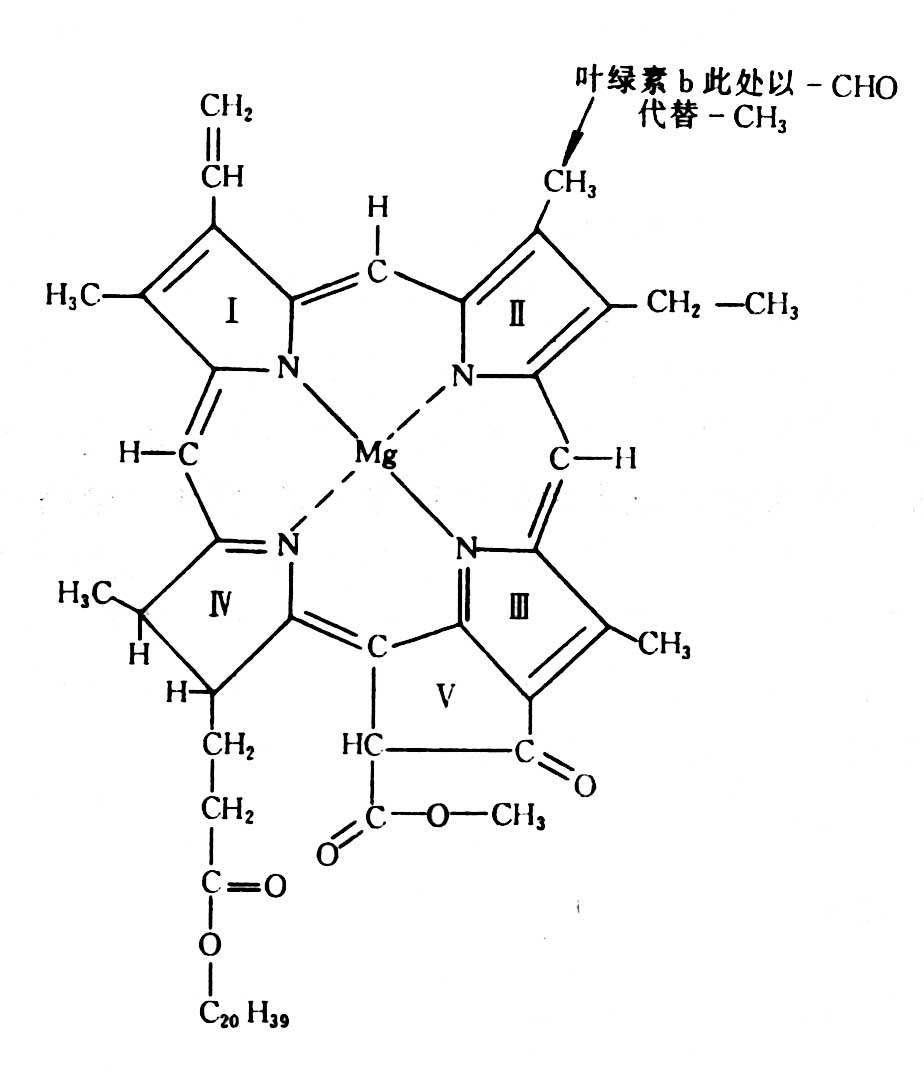 叶绿素 b 此处以 - CHO
代替 - CH₃
CH₂
CH
CH₃
H
H₃C
C
CH₂ — CH₃
I
II
N
N
H — C
Mg
C — H
N
N
H₃C
IV
III
H
C
CH₃
H
V
CH₂
HC
C
O
CH₂
C — O — CH₃
O
C = O
O
C₂₀H₃₉